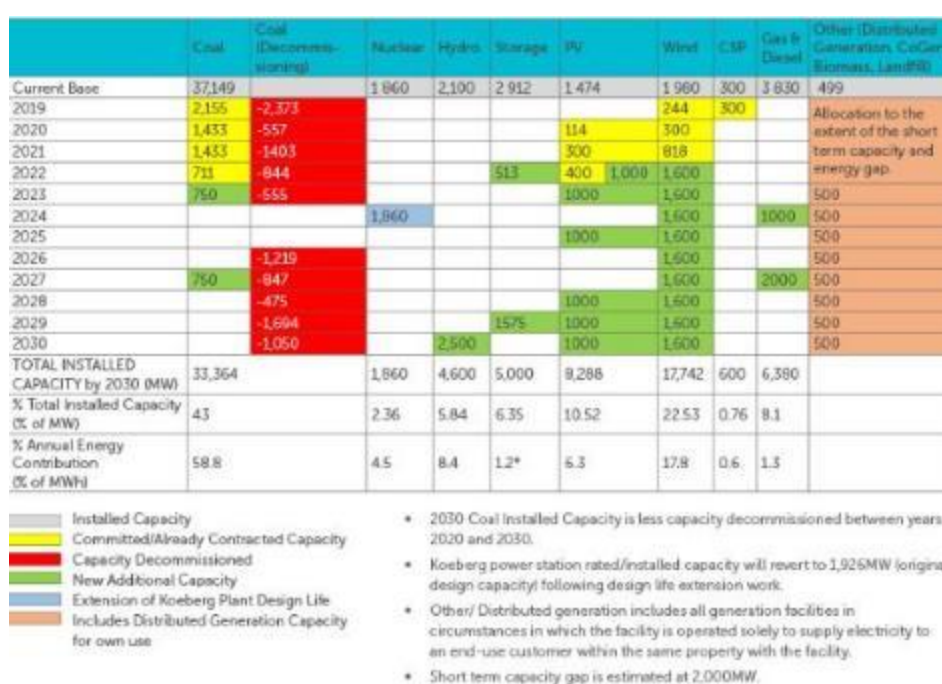 Coal Coal (Decommis- sioning) Nuclear Hydro Storage PV Wind CSP Gas & Diesel Other (Distributed Generation, CoGen, Biomass, Landfill)
Current Base 37,149 1 860 2,100 2 912 1 474 1 980 300 3 830 499
2019 2,155 -2,373 244 300 Allocation to the
2020 1,433 -557 114 300 extent of the short
2021 1,433 -1403 300 818 term capacity and
2022 711 -844 513 400 1,000 1,600 energy gap.
2023 750 -555 1000 1,600 500
2024 1,860 1,600 1000 500
2025 1000 1,600 500
2026 -1,219 1,600 500
2027 750 -847 1,600 2000 500
2028 -475 1000 1,600 500
2029 -1,694 1575 1000 1,600 500
2030 -1,050 2,500 1000 1,600 500
TOTAL INSTALLED
CAPACITY by 2030 (MW) 33,364 1,860 4,600 5,000 8,288 17,742 600 6,380
% Total Installed Capacity
(% of MW) 43 2.36 5.84 6.35 10.52 22.53 0.76 8.1
% Annual Energy
Contribution
(% of MWh) 58.8 4.5 8.4 1.2* 6.3 17.8 0.6 1.3
Installed Capacity
Committed/Already Contracted Capacity
Capacity Decommissioned
New Additional Capacity
Extension of Koeberg Plant Design Life
Includes Distributed Generation Capacity
for own use
• 2030 Coal Installed Capacity is less capacity decommissioned between years
2020 and 2030.
• Koeberg power station rated/installed capacity will revert to 1,926MW (origina
design capacity) following design life extension work.
• Other/ Distributed generation includes all generation facilities in
circumstances in which the facility is operated solely to supply electricity to
an end-use customer within the same property with the facility.
• Short term capacity gap is estimated at 2,000MW.